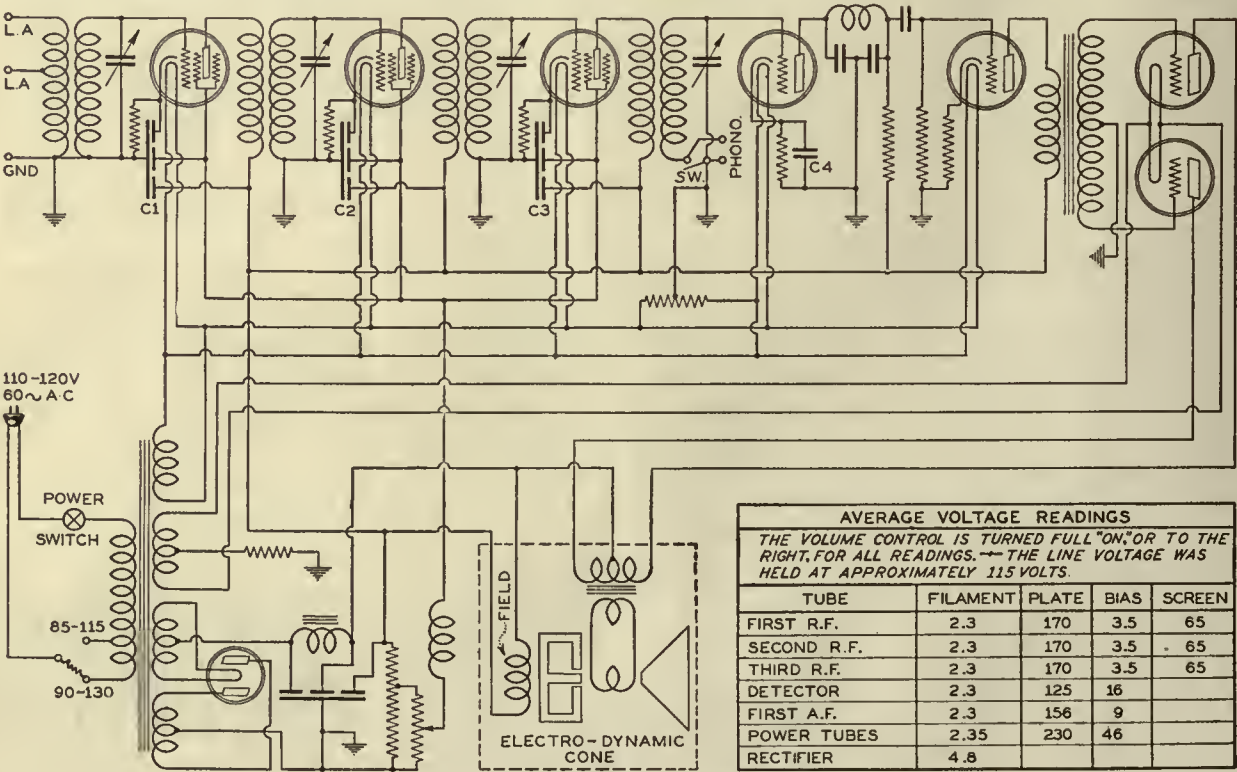 L.A
L.A
GND
C1
C2
C3
SW.
PHONO.
C4
110-120V
60~ A·C
POWER
SWITCH
85-115
90-130
FIELD
ELECTRO-DYNAMIC
CONE
AVERAGE VOLTAGE READINGS
THE VOLUME CONTROL IS TURNED FULL "ON," OR TO THE
RIGHT, FOR ALL READINGS. — THE LINE VOLTAGE WAS
HELD AT APPROXIMATELY 115 VOLTS.
TUBE FILAMENT PLATE BIAS SCREEN
FIRST R.F. 2.3 170 3.5 65
SECOND R.F. 2.3 170 3.5 65
THIRD R.F. 2.3 170 3.5 65
DETECTOR 2.3 125 16
FIRST A.F. 2.3 156 9
POWER TUBES 2.35 230 46
RECTIFIER 4.8